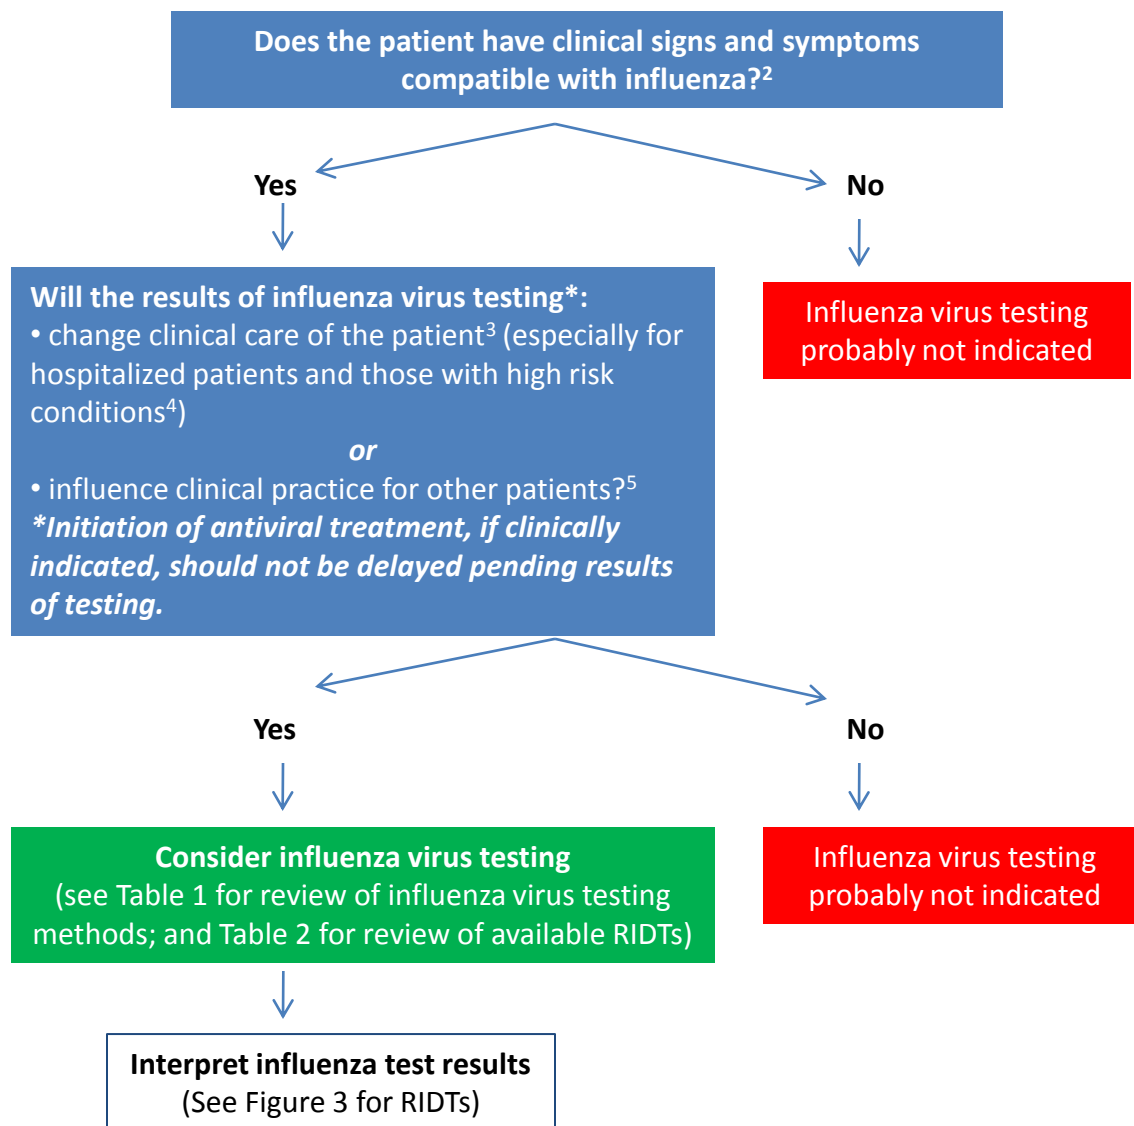 Does the patient have clinical signs and symptoms
compatible with influenza?²
Yes
No
Will the results of influenza virus testing*:
• change clinical care of the patient³ (especially for
hospitalized patients and those with high risk
conditions⁴)
or
• influence clinical practice for other patients?⁵
*Initiation of antiviral treatment, if clinically
indicated, should not be delayed pending results
of testing.
Influenza virus testing
probably not indicated
Yes
No
Consider influenza virus testing
(see Table 1 for review of influenza virus testing
methods; and Table 2 for review of available RIDTs)
Influenza virus testing
probably not indicated
Interpret influenza test results
(See Figure 3 for RIDTs)